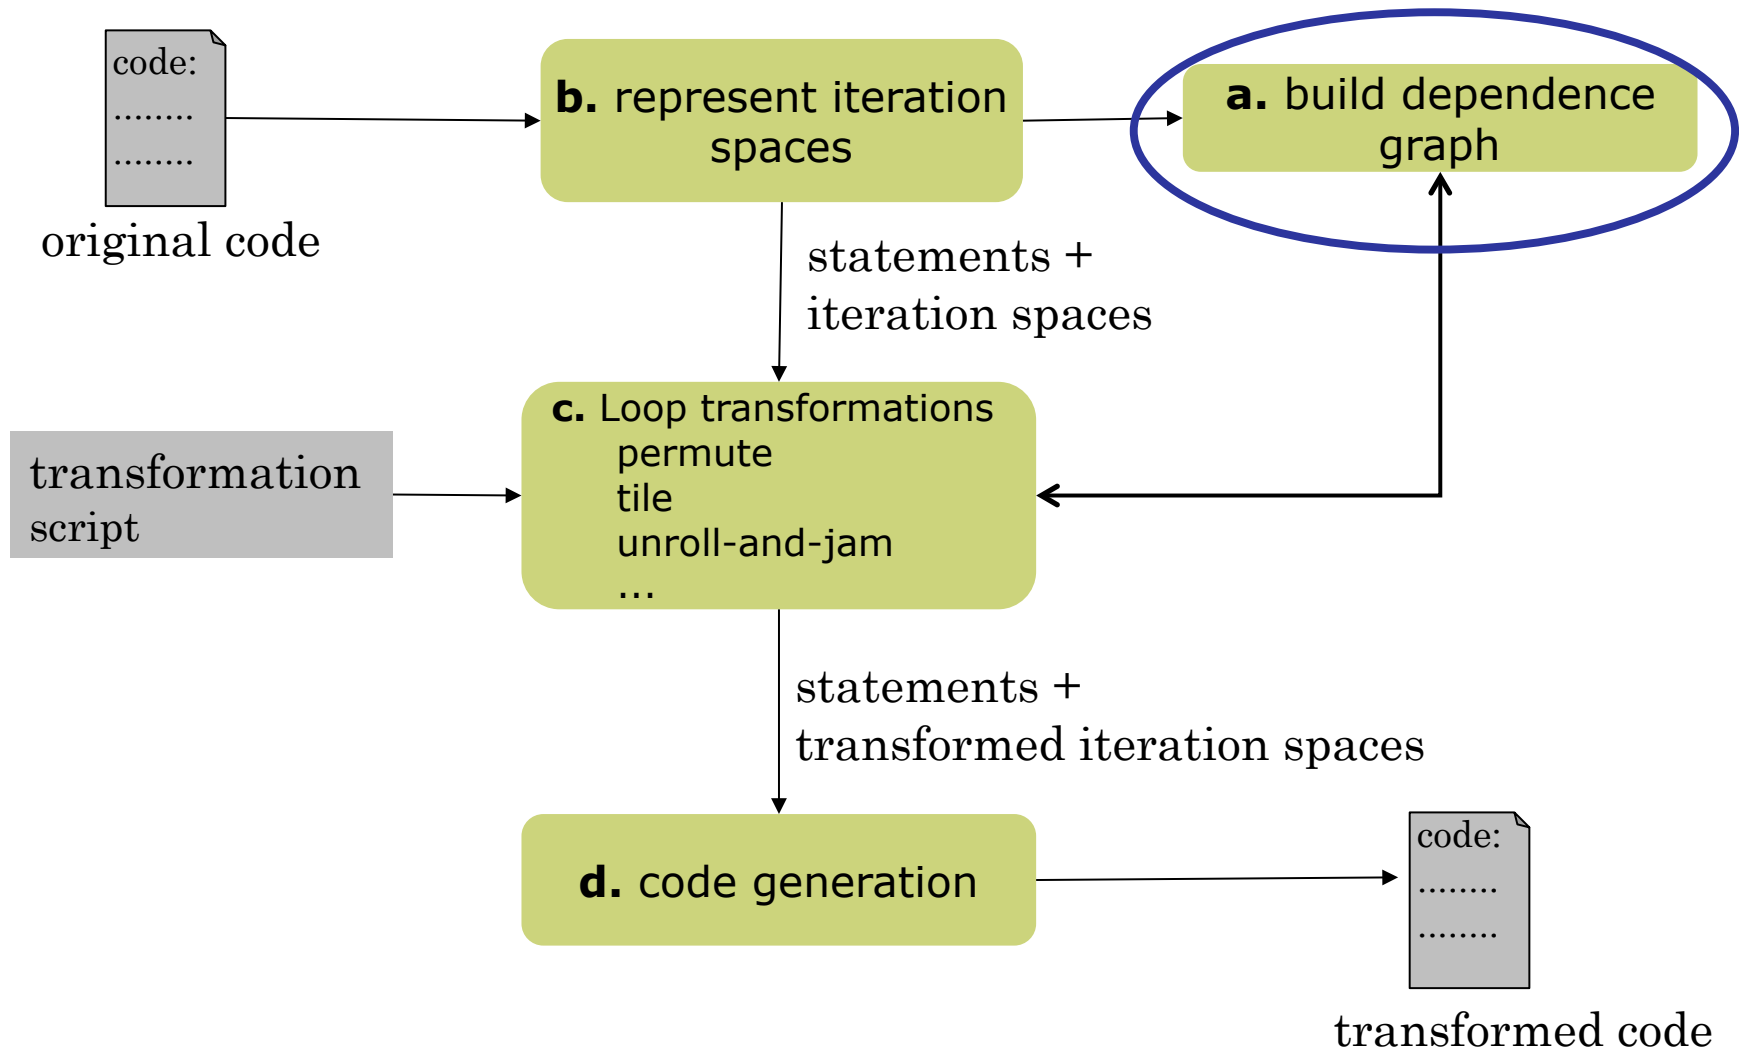 code:
........
........
original code
b. represent iteration
spaces
a. build dependence
graph
statements +
iteration spaces
transformation
script
c. Loop transformations
permute
tile
unroll-and-jam
...
statements +
transformed iteration spaces
d. code generation
code:
........
........
transformed code